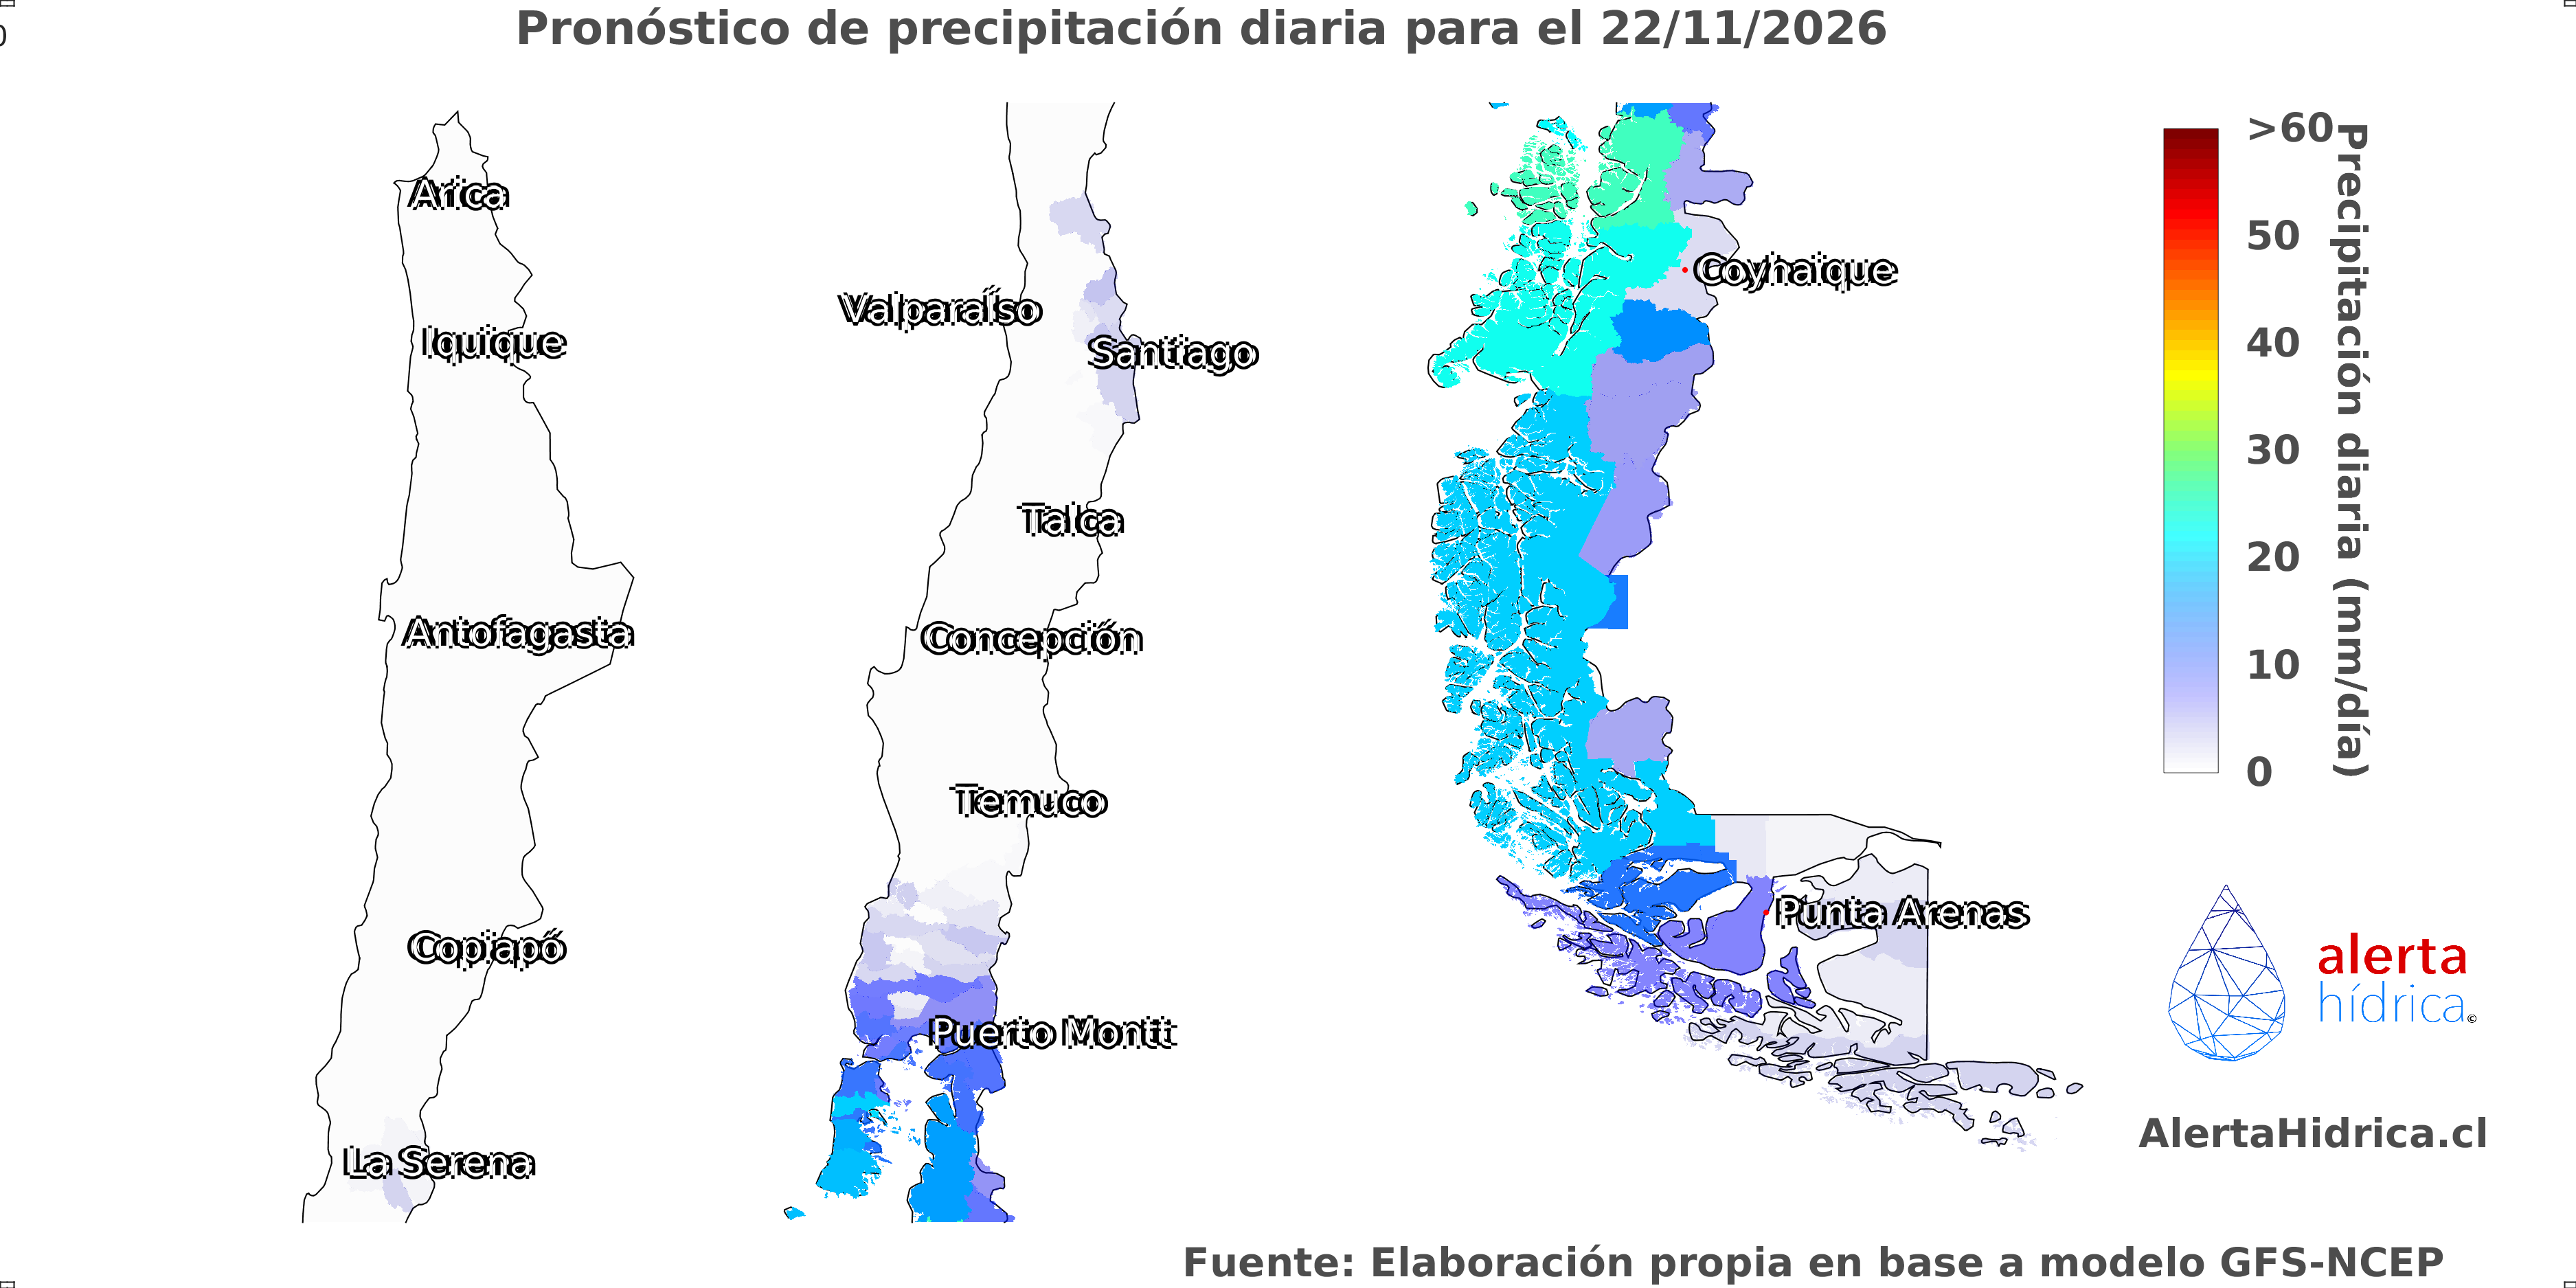 Pronóstico de precipitación diaria para el 22/11/2026
0
Arica
Iquique
Antofagasta
Copiapó
La Serena
Valparaíso
Santiago
Talca
Concepción
Temuco
Puerto Montt
Coyhaique
Punta Arenas
>60
50
40
30
20
10
0
Precipitación diaria (mm/día)
alerta
hídrica©
AlertaHidrica.cl
Fuente: Elaboración propia en base a modelo GFS-NCEP